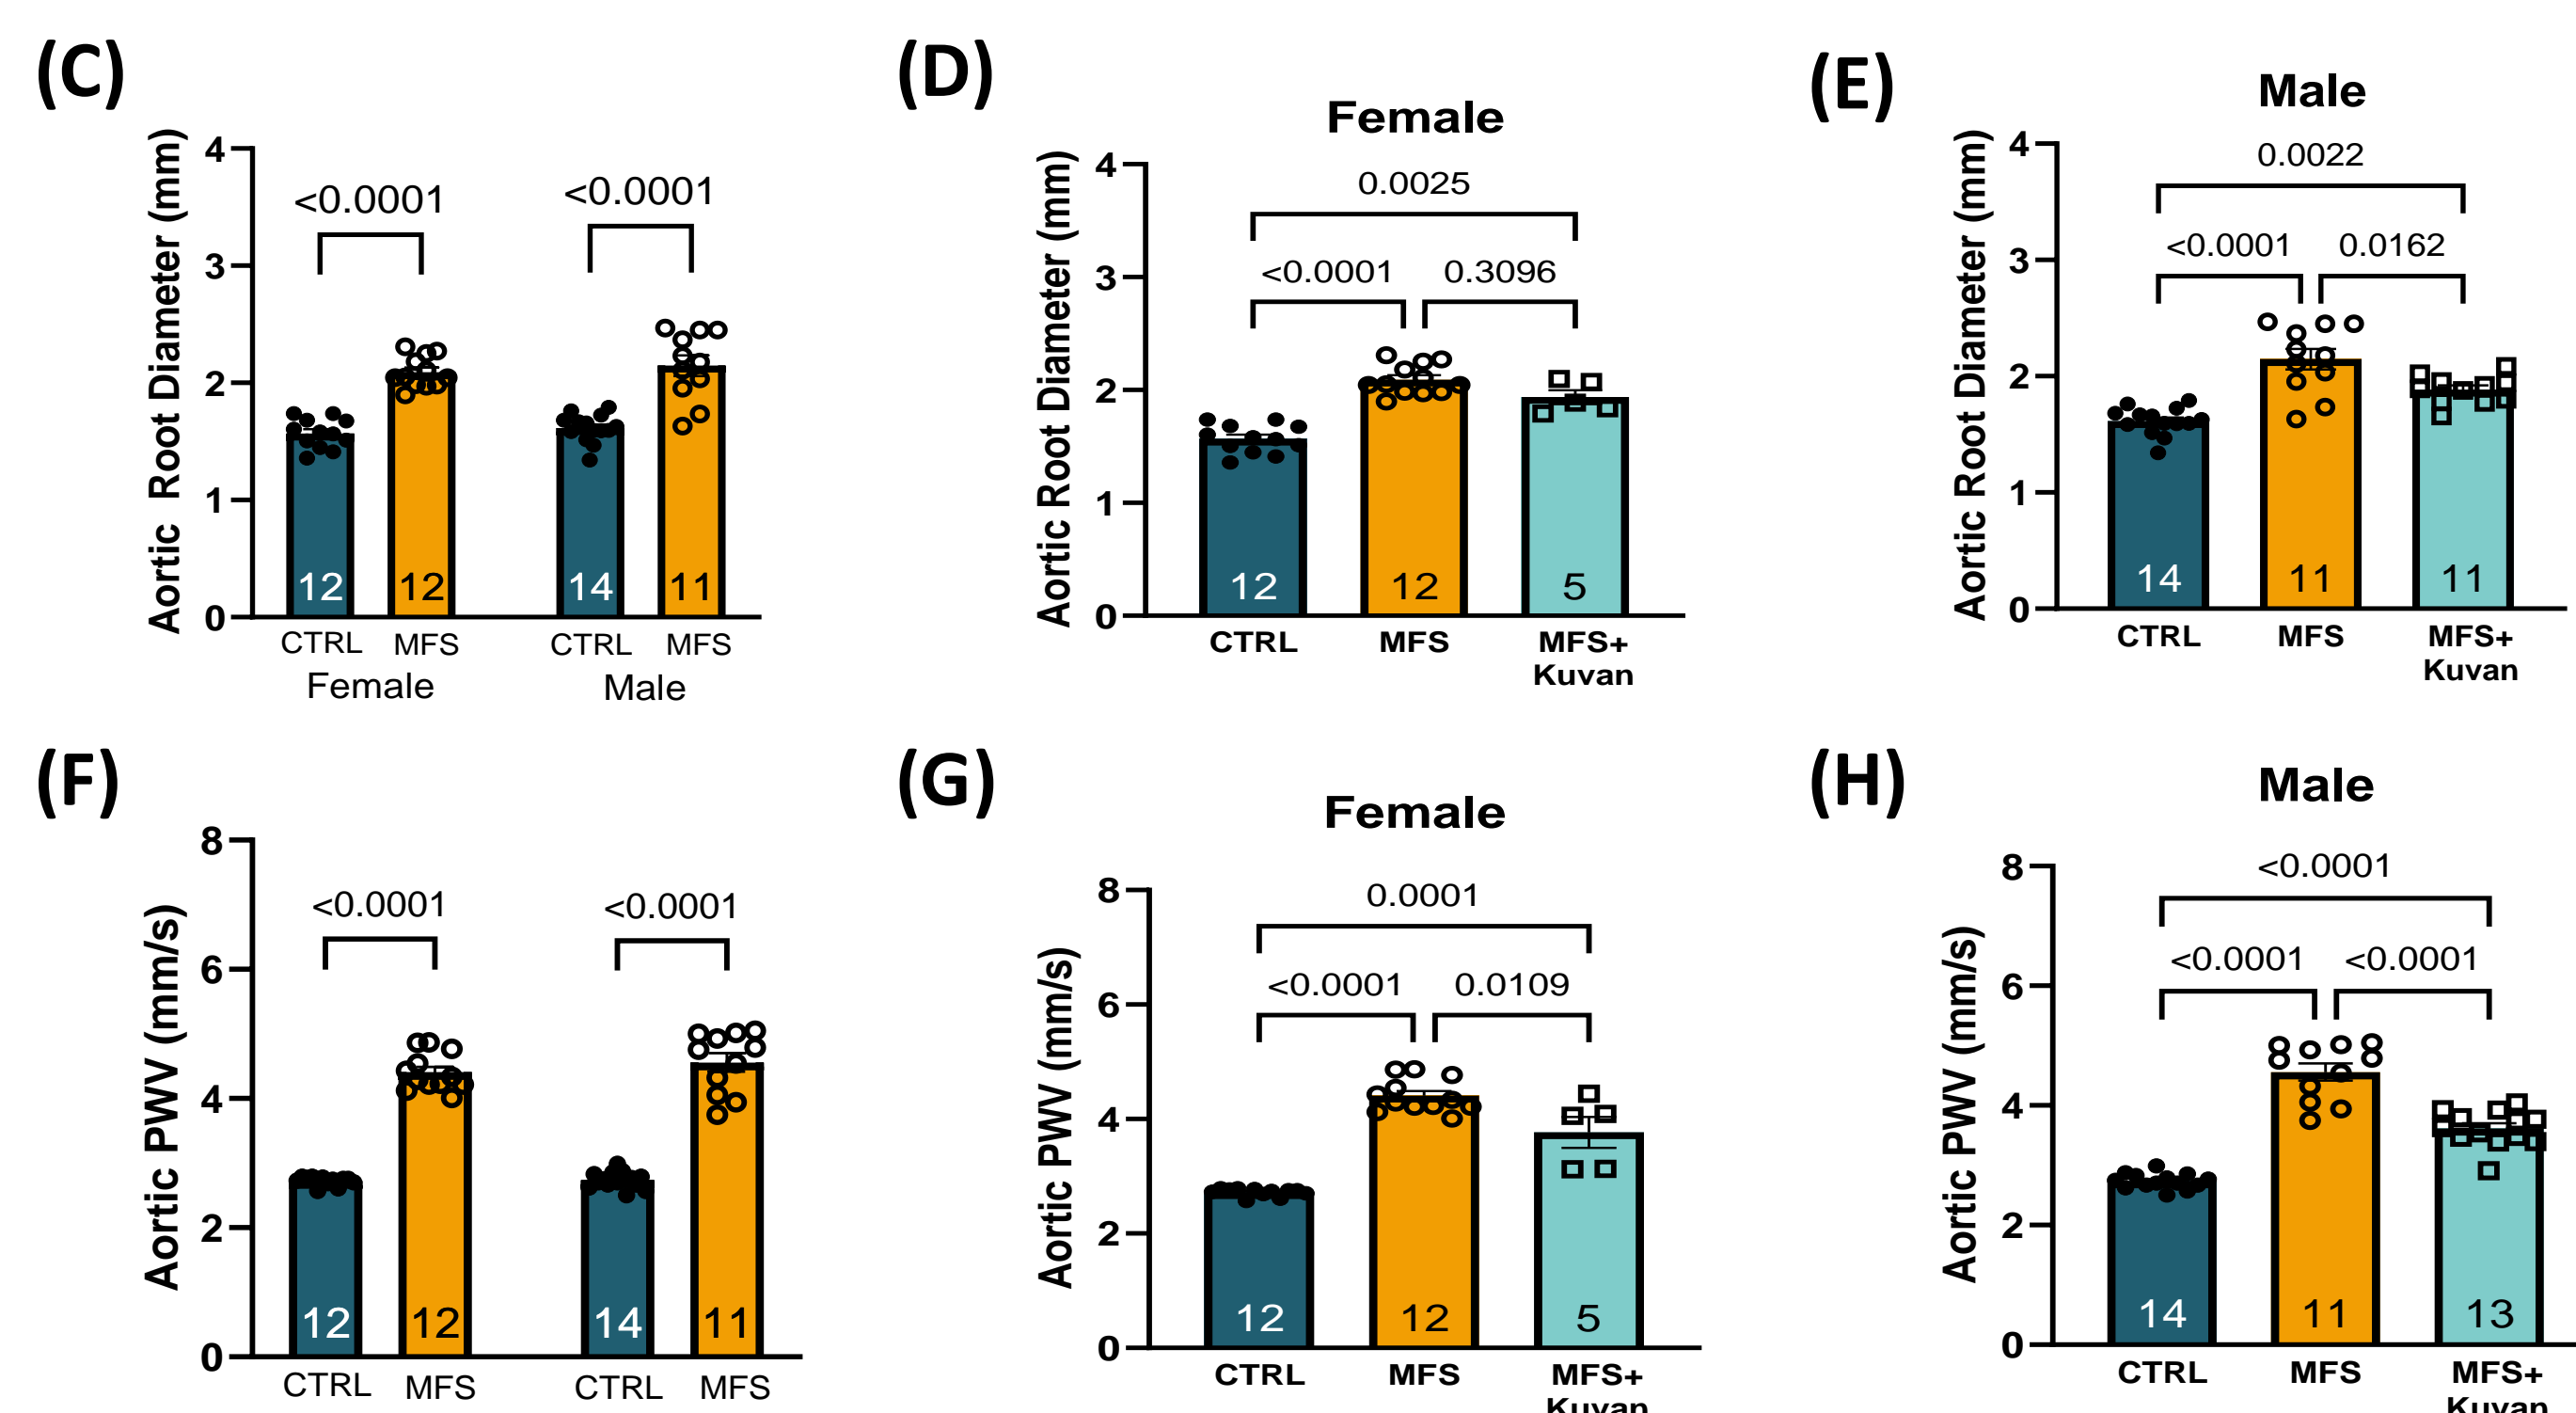 (C)
Aortic Root Diameter (mm)
4
3
2
1
0
<0.0001
<0.0001
12
12
14
11
CTRL MFS CTRL MFS
Female Male
(D)
Female
Aortic Root Diameter (mm)
4
3
2
1
0
0.0025
<0.0001 0.3096
12
12
5
CTRL MFS MFS+
Kuvan
(E)
Male
Aortic Root Diameter (mm)
4
3
2
1
0
0.0022
<0.0001 0.0162
14
11
11
CTRL MFS MFS+
Kuvan
(F)
Aortic PWV (mm/s)
8
6
4
2
0
<0.0001
<0.0001
12
12
14
11
CTRL MFS CTRL MFS
(G)
Female
Aortic PWV (mm/s)
8
6
4
2
0
0.0001
<0.0001 0.0109
12
12
5
CTRL MFS MFS+
Kuvan
(H)
Male
Aortic PWV (mm/s)
8
6
4
2
0
<0.0001
<0.0001 <0.0001
14
11
13
CTRL MFS MFS+
Kuvan